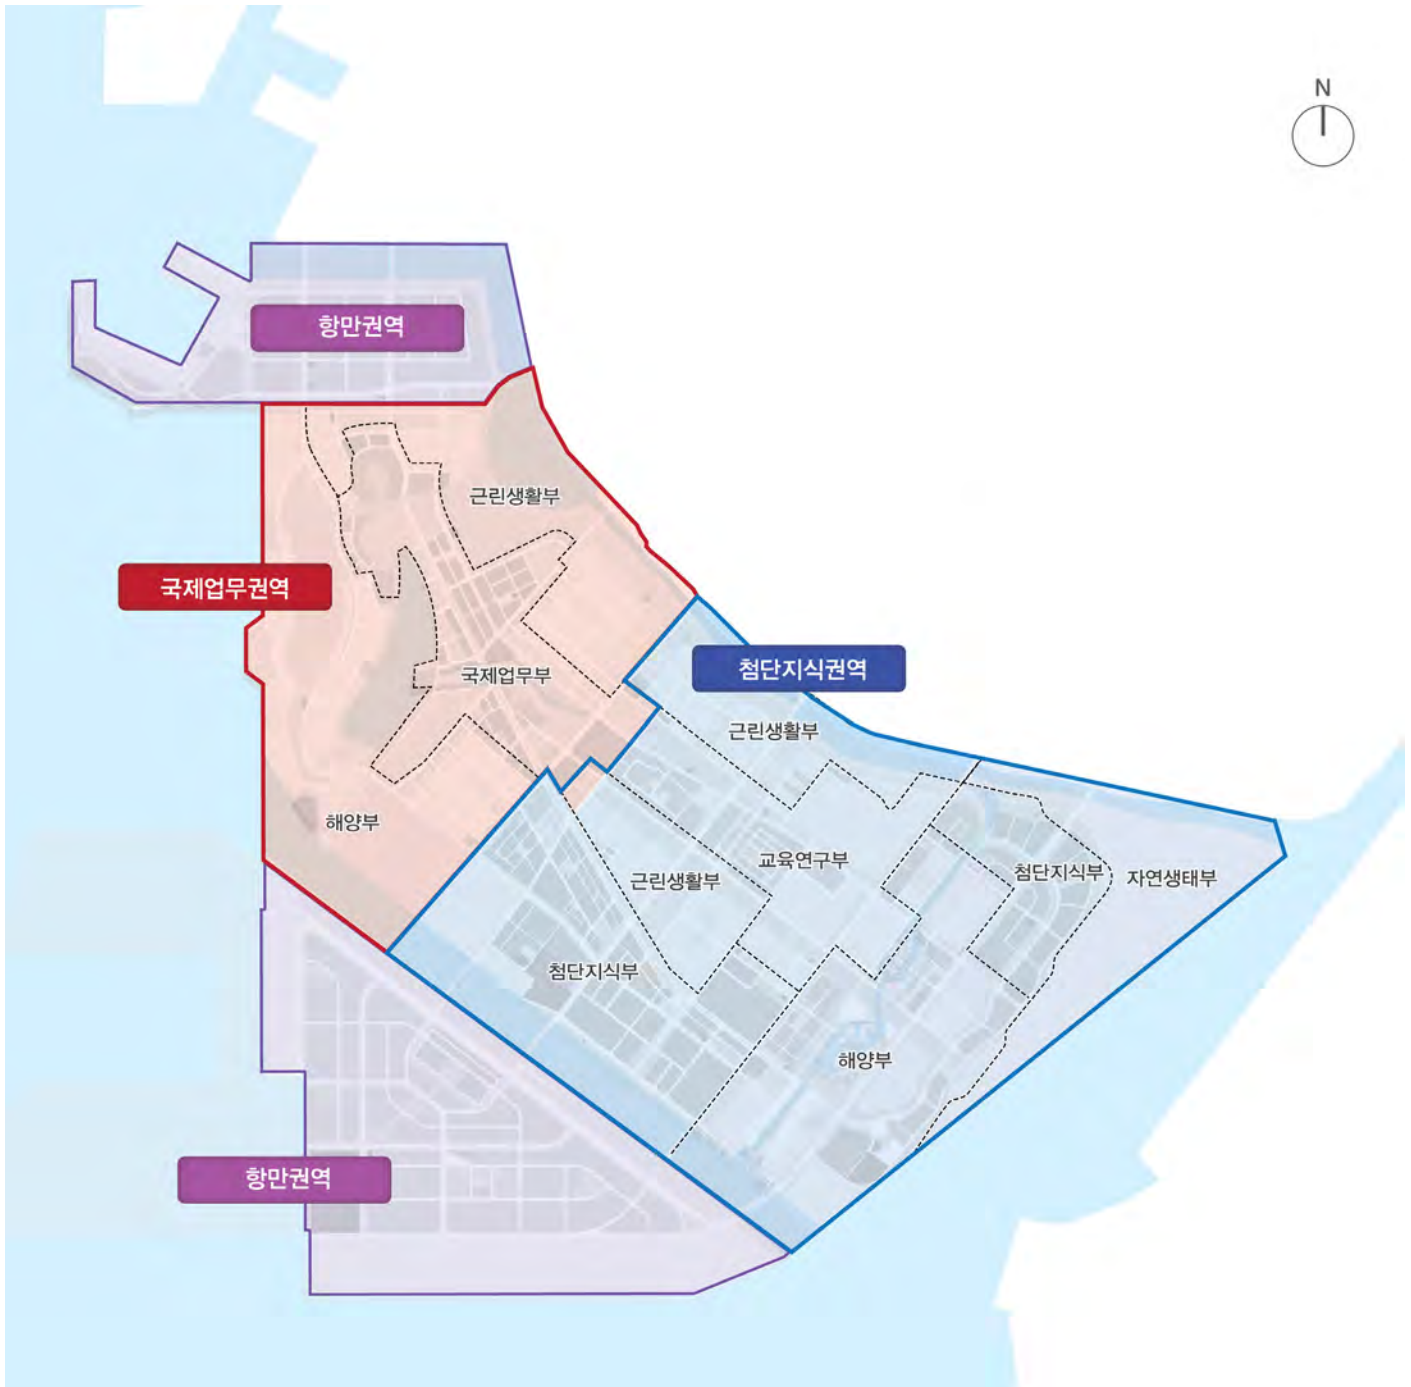 N
항만권역
근린생활부
국제업무권역
국제업무부
첨단지식권역
근린생활부
해양부
교육연구부
첨단지식부
자연생태부
근린생활부
첨단지식부
해양부
항만권역